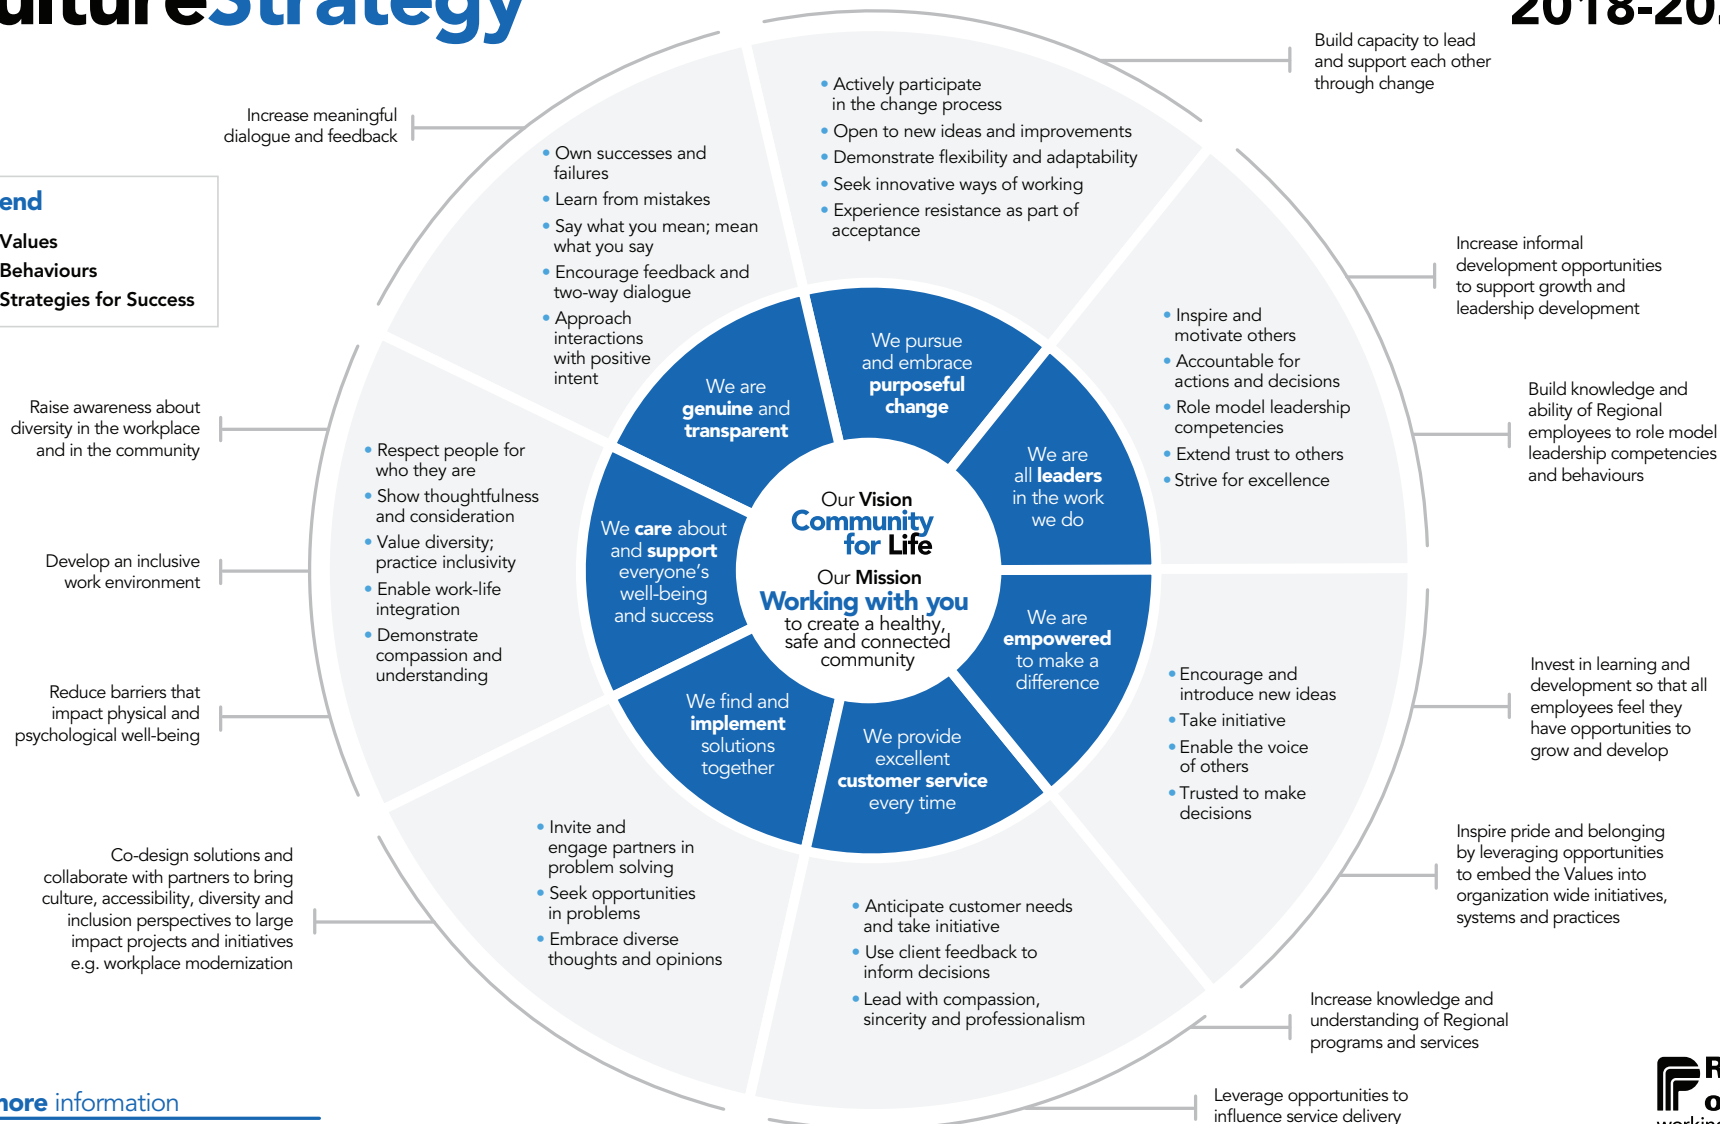 ultureStrategy
2018-20
Build capacity to lead
and support each other
through change
Increase meaningful
dialogue and feedback
• Actively participate
in the change process
• Open to new ideas and improvements
• Demonstrate flexibility and adaptability
• Seek innovative ways of working
• Experience resistance as part of
acceptance
• Own successes and
failures
• Learn from mistakes
• Say what you mean; mean
what you say
• Encourage feedback and
two-way dialogue
• Approach
interactions
with positive
intent
end
Values
Behaviours
Strategies for Success
Increase informal
development opportunities
to support growth and
leadership development
• Inspire and
motivate others
• Accountable for
actions and decisions
• Role model leadership
competencies
• Extend trust to others
• Strive for excellence
We pursue
and embrace
purposeful
change
We are
genuine and
transparent
Build knowledge and
ability of Regional
employees to role model
leadership competencies
and behaviours
Raise awareness about
diversity in the workplace
and in the community
• Respect people for
who they are
• Show thoughtfulness
and consideration
• Value diversity;
practice inclusivity
• Enable work-life
integration
• Demonstrate
compassion and
understanding
We are
all leaders
in the work
we do
We care about
and support
everyone's
well-being
and success
Our Vision
Community
for Life
Our Mission
Working with you
to create a healthy,
safe and connected
community
Develop an inclusive
work environment
We are
empowered
to make a
difference
Reduce barriers that
impact physical and
psychological well-being
We find and
implement
solutions
together
We provide
excellent
customer service
every time
• Encourage and
introduce new ideas
• Take initiative
• Enable the voice
of others
• Trusted to make
decisions
Invest in learning and
development so that all
employees feel they
have opportunities to
grow and develop
Co-design solutions and
collaborate with partners to bring
culture, accessibility, diversity and
inclusion perspectives to large
impact projects and initiatives
e.g. workplace modernization
• Invite and
engage partners in
problem solving
• Seek opportunities
in problems
• Embrace diverse
thoughts and opinions
• Anticipate customer needs
and take initiative
• Use client feedback to
inform decisions
• Lead with compassion,
sincerity and professionalism
Inspire pride and belonging
by leveraging opportunities
to embed the Values into
organization wide initiatives,
systems and practices
Increase knowledge and
understanding of Regional
programs and services
Leverage opportunities to
influence service delivery
more information
R
o